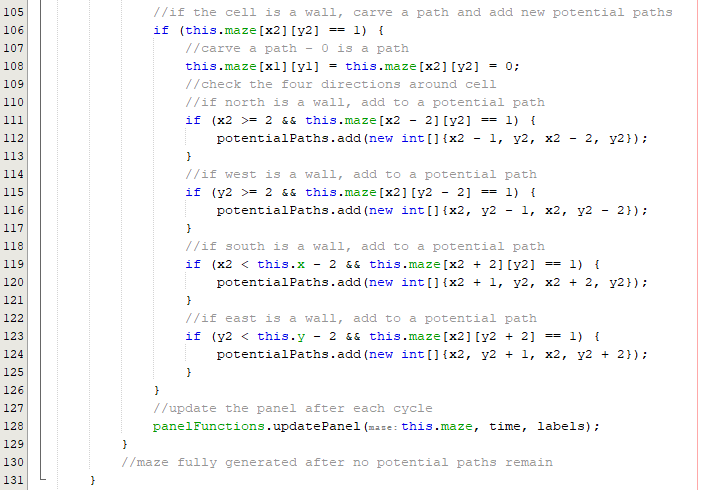 105 //if the cell is a wall, carve a path and add new potential paths
106 if (this.maze[x2][y2] == 1) {
107 //carve a path - 0 is a path
108 this.maze[x1][y1] = this.maze[x2][y2] = 0;
109 //check the four directions around cell
110 //if north is a wall, add to a potential path
111 if (x2 >= 2 && this.maze[x2 - 2][y2] == 1) {
112 potentialPaths.add(new int[]{x2 - 1, y2, x2 - 2, y2});
113 }
114 //if west is a wall, add to a potential path
115 if (y2 >= 2 && this.maze[x2][y2 - 2] == 1) {
116 potentialPaths.add(new int[]{x2, y2 - 1, x2, y2 - 2});
117 }
118 //if south is a wall, add to a potential path
119 if (x2 < this.x - 2 && this.maze[x2 + 2][y2] == 1) {
120 potentialPaths.add(new int[]{x2 + 1, y2, x2 + 2, y2});
121 }
122 //if east is a wall, add to a potential path
123 if (y2 < this.y - 2 && this.maze[x2][y2 + 2] == 1) {
124 potentialPaths.add(new int[]{x2, y2 + 1, x2, y2 + 2});
125 }
126 }
127 //update the panel after each cycle
128 panelFunctions.updatePanel(maze: this.maze, time, labels);
129 }
130 //maze fully generated after no potential paths remain
131 }